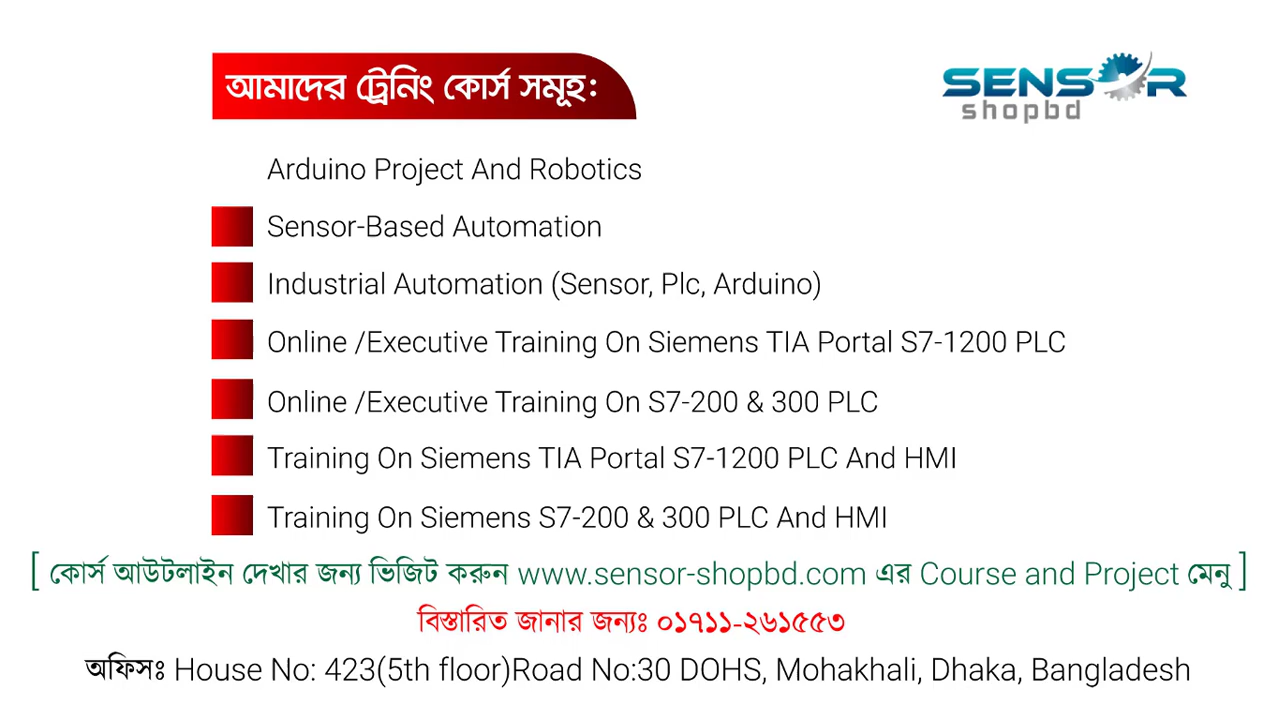 আমাদের ট্রেনিং কোর্স সমূহ:
SENSOR
shopbd
Arduino Project And Robotics
Sensor-Based Automation
Industrial Automation (Sensor, Plc, Arduino)
Online /Executive Training On Siemens TIA Portal S7-1200 PLC
Online /Executive Training On S7-200 & 300 PLC
Training On Siemens TIA Portal S7-1200 PLC And HMI
Training On Siemens S7-200 & 300 PLC And HMI
[ কোর্স আউটলাইন দেখার জন্য ভিজিট করুন www.sensor-shopbd.com এর Course and Project মেনু ]
বিস্তারিত জানার জন্যঃ ০১৭১১-২৬১৫৫৩
অফিসঃ House No: 423(5th floor)Road No:30 DOHS, Mohakhali, Dhaka, Bangladesh